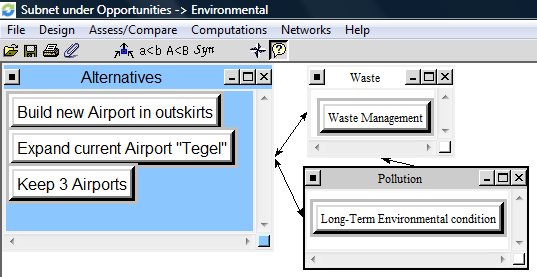 Subnet under Opportunities -> Environmental
File Design Assess/Compare Computations Networks Help
a<b A<B Syn
Alternatives
Build new Airport in outskirts
Expand current Airport "Tegel"
Keep 3 Airports
Waste
Waste Management
Pollution
Long-Term Environmental condition